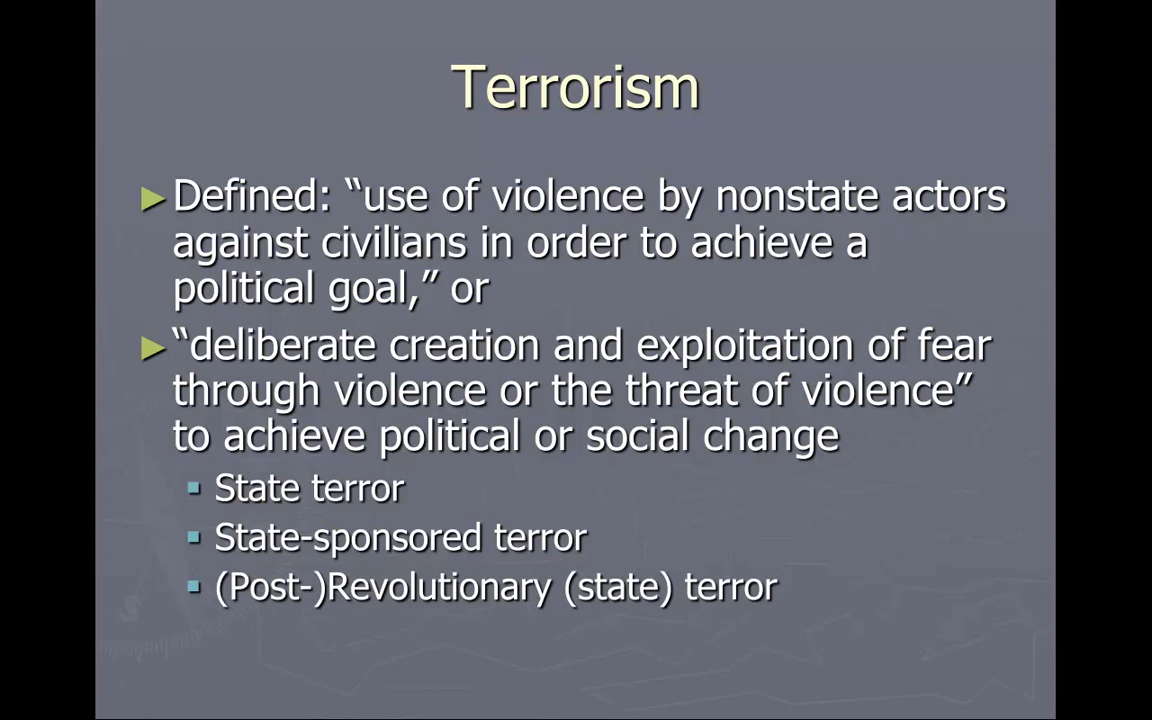 Terrorism
► Defined: “use of violence by nonstate actors
against civilians in order to achieve a
political goal,” or
► “deliberate creation and exploitation of fear
through violence or the threat of violence”
to achieve political or social change
▪ State terror
▪ State-sponsored terror
▪ (Post-)Revolutionary (state) terror